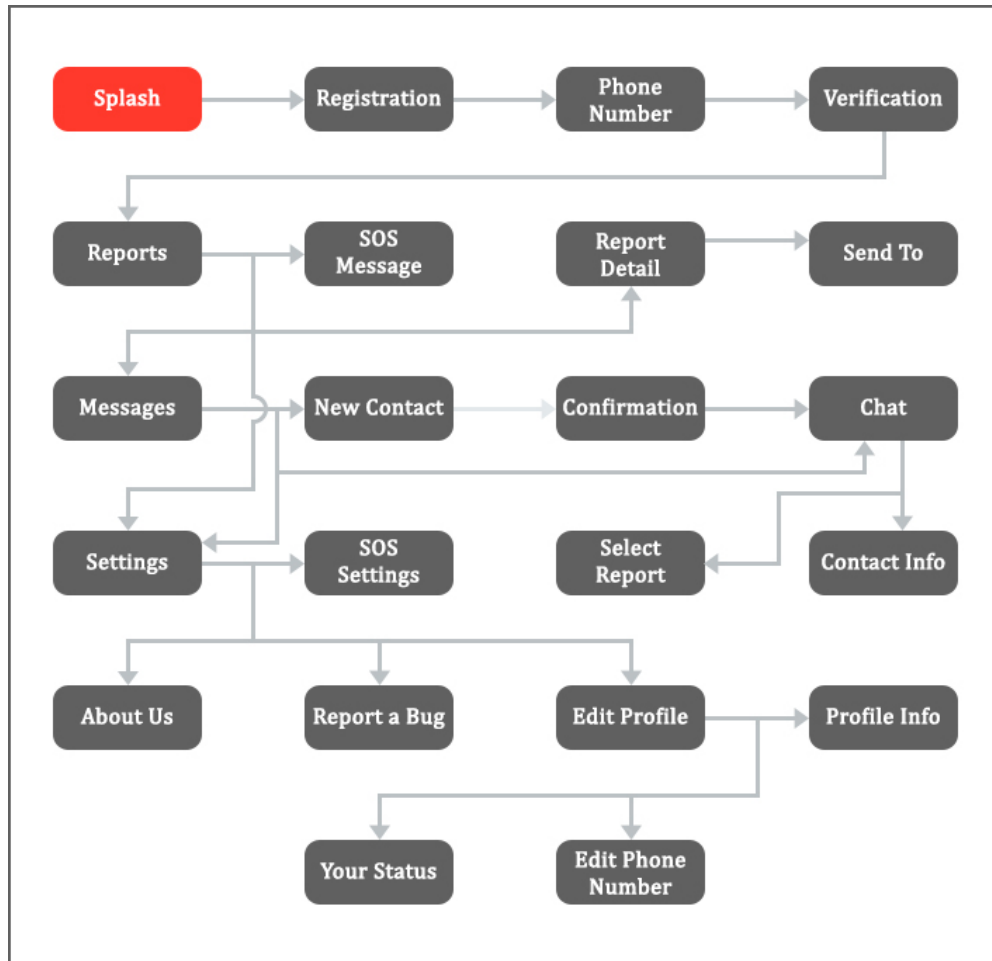 Splash
Registration
Phone
Number
Verification
Reports
SOS
Message
Report
Detail
Send To
Messages
New Contact
Confirmation
Chat
Settings
SOS
Settings
Select
Report
Contact Info
About Us
Report a Bug
Edit Profile
Profile Info
Your Status
Edit Phone
Number